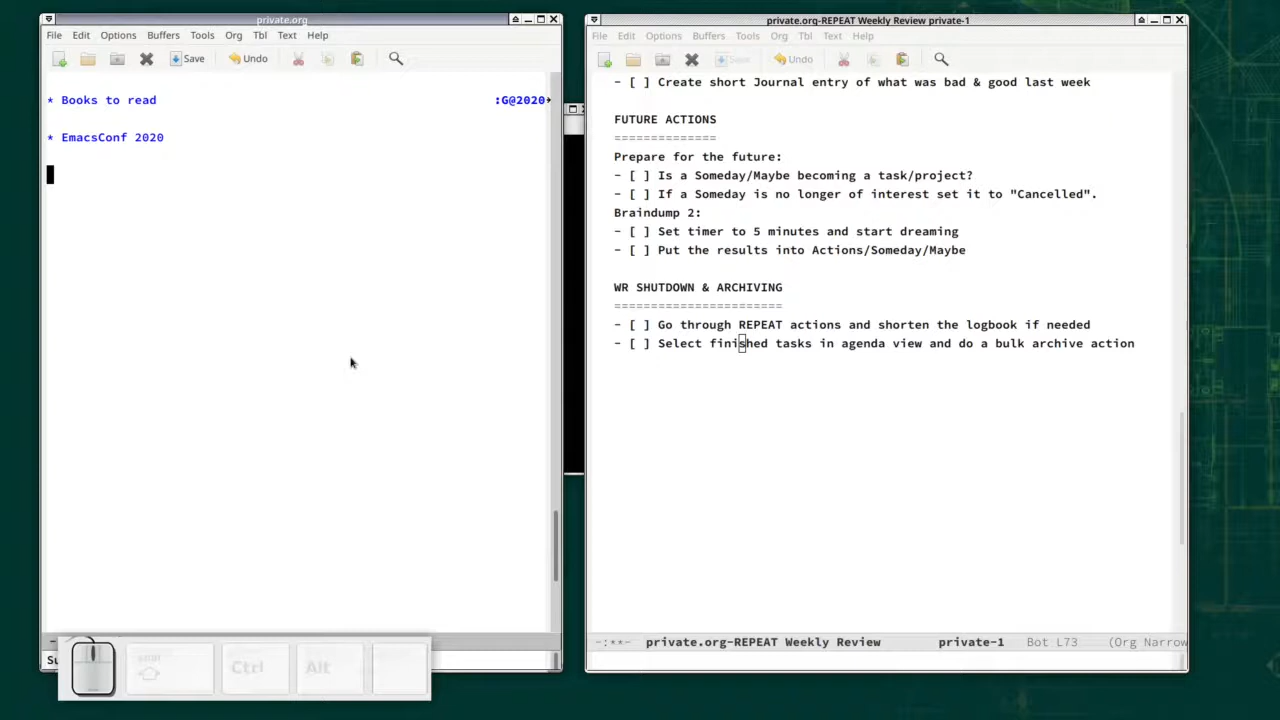 private.org
File Edit Options Buffers Tools Org Tbl Text Help
Save Undo
* Books to read :G@2020
* EmacsConf 2020
Ctrl Alt
private.org-REPEAT Weekly Review private-1
File Edit Options Buffers Tools Org Tbl Text Help
Save Undo
- [ ] Create short Journal entry of what was bad & good last week
FUTURE ACTIONS
==============
Prepare for the future:
- [ ] Is a Someday/Maybe becoming a task/project?
- [ ] If a Someday is no longer of interest set it to "Cancelled".
Braindump 2:
- [ ] Set timer to 5 minutes and start dreaming
- [ ] Put the results into Actions/Someday/Maybe
WR SHUTDOWN & ARCHIVING
=======================
- [ ] Go through REPEAT actions and shorten the logbook if needed
- [ ] Select finished tasks in agenda view and do a bulk archive action
-:**- private.org-REPEAT Weekly Review private-1 Bot L73 (Org Narrow